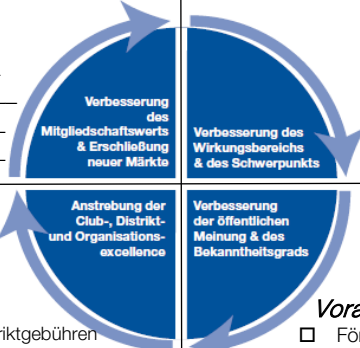 Verbesserung
des
Mitgliedschaftswerts
& Erschließung
neuer Märkte
Verbesserung des
Wirkungsbereichs
& des Schwerpunkts
Anstrebung der
Club-, Distrikt-
und Organisations-
excellence
Verbesserung
der öffentlichen
Meinung & des
Bekanntheitsgrads
riktgebühren